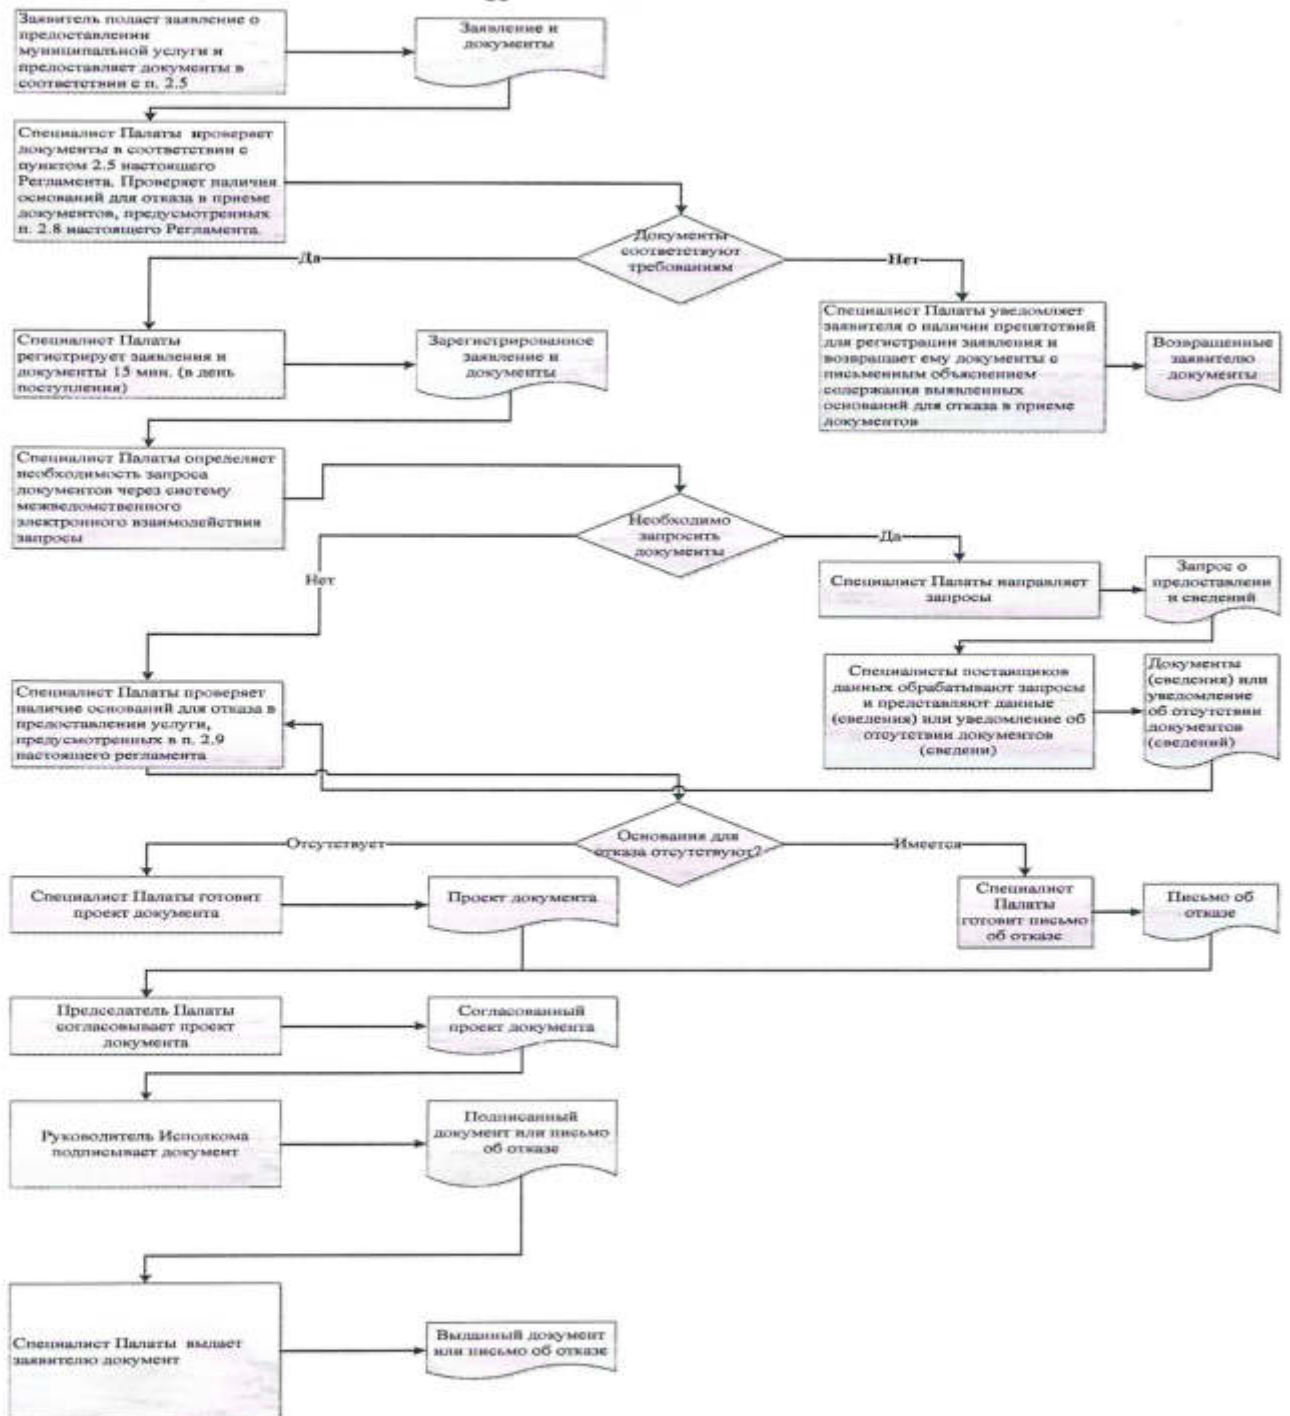 Заявитель подает заявление о
предоставлении
муниципальной услуги и
предоставляет документы в
соответствии с п. 2.5
Заявление и
документы
Специалист Палаты проверяет
документы в соответствии с
пунктом 2.5 настоящего
Регламента. Проверяет наличия
оснований для отказа в приеме
документов, предусмотренных
п. 2.8 настоящего Регламента.
Документы
соответствуют
требованиям
Да
Нет
Специалист Палаты
регистрирует заявления и
документы 15 мин. (в день
поступления)
Зарегистрированное
заявление и
документы
Специалист Палаты уведомляет
заявителя о наличии препятствий
для регистрации заявления и
возвращает ему документы с
письменным объяснением
содержания выявленных
оснований для отказа в приеме
документов
Возвращенные
заявителю
документы
Специалист Палаты определяет
необходимость запроса
документов через систему
межведомственного
электронного взаимодействия
запросы
Необходимо
запросить
документы
Да
Нет
Специалист Палаты направляет
запросы
Запрос о
предоставлени
и сведений
Специалисты поставщиков
данных обрабатывают запросы
и представляют данные
(сведения) или уведомление об
отсутствии документов
(сведени)
Документы
(сведения) или
уведомление
об отсутствии
документов
(сведений)
Специалист Палаты проверяет
наличие оснований для отказа в
предоставлении услуги,
предусмотренных в п. 2.9
настоящего регламента
Основания для
отказа отсутствуют?
Отсутствует
Имеется
Специалист Палаты готовит
проект документа
Проект документа
Специалист
Палаты
готовит письмо
об отказе
Письмо об
отказе
Председатель Палаты
согласовывает проект
документа
Согласованный
проект документа
Руководитель Исполкома
подписывает документ
Подписанный
документ или письмо
об отказе
Специалист Палаты выдает
заявителю документ
Выданный документ
или письмо об отказе